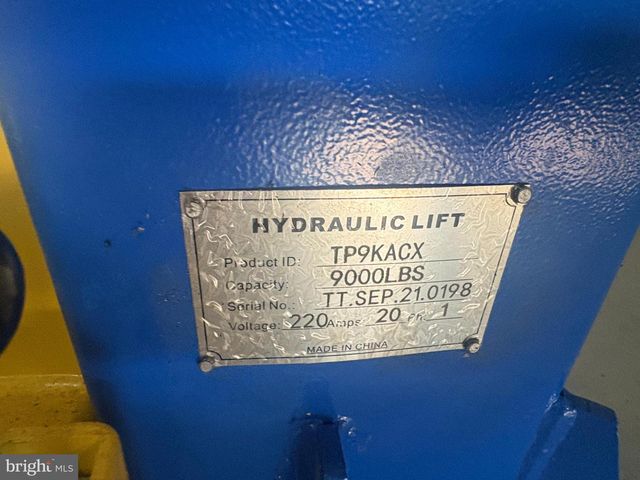 HYDRAULIC LIFT
Product ID: TP9KACX
Capacity: 9000LBS
Serial No.: TT.SEP.21.0198
Voltage: 220 Amps 20 Ph. 1
MADE IN CHINA
bright MLS